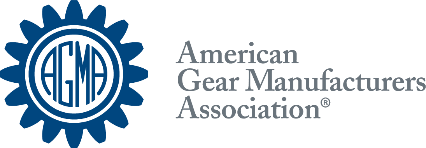 AGMA
American
Gear Manufacturers
Association®